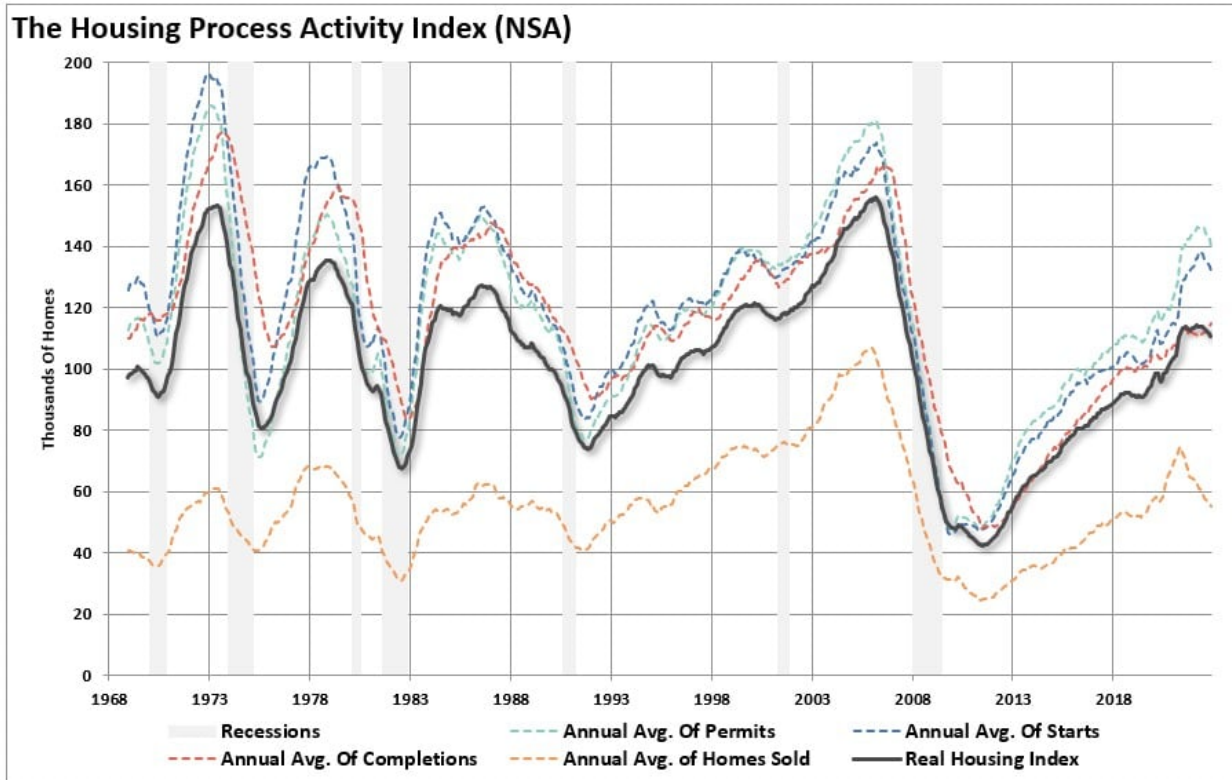 The Housing Process Activity Index (NSA)
200
180
160
140
120
100
80
60
40
20
0
Thousands Of Homes
1968 1973 1978 1983 1988 1993 1998 2003 2008 2013 2018
Recessions Annual Avg. Of Permits Annual Avg. Of Starts
Annual Avg. Of Completions Annual Avg. of Homes Sold Real Housing Index